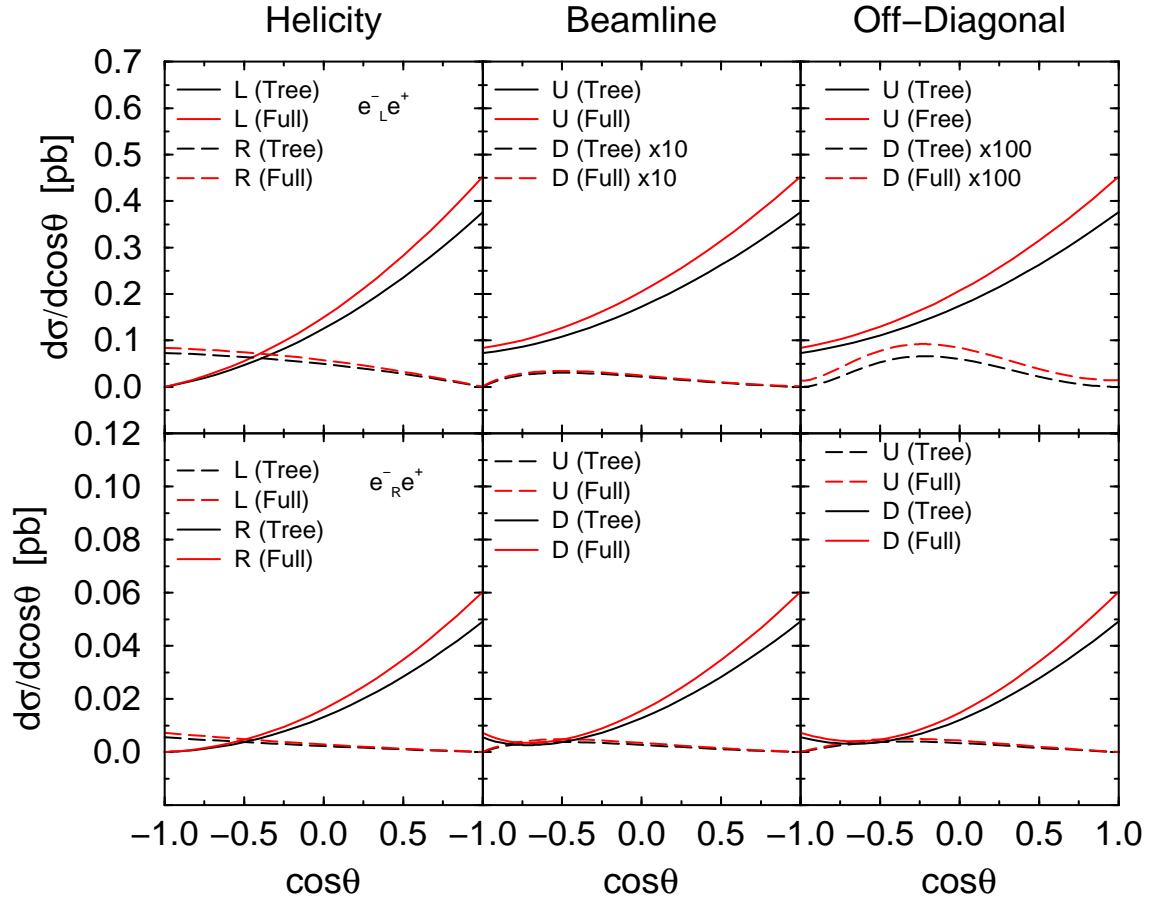 Helicity Beamline Off−Diagonal
dσ/dcosθ [pb]
0.7
0.6
0.5
0.4
0.3
0.2
0.1
0.0
L (Tree)
L (Full)
R (Tree)
R (Full)
e⁻_L e⁺
U (Tree)
U (Full)
D (Tree) x10
D (Full) x10
U (Tree)
U (Free)
D (Tree) x100
D (Full) x100
dσ/dcosθ [pb]
0.12
0.10
0.08
0.06
0.04
0.02
0.00
L (Tree)
L (Full)
R (Tree)
R (Full)
e⁻_R e⁺
U (Tree)
U (Full)
D (Tree)
D (Full)
U (Tree)
U (Full)
D (Tree)
D (Full)
−1.0 −0.5 0.0 0.5 −1.0 −0.5 0.0 0.5 −1.0 −0.5 0.0 0.5 1.0
cosθ cosθ cosθ